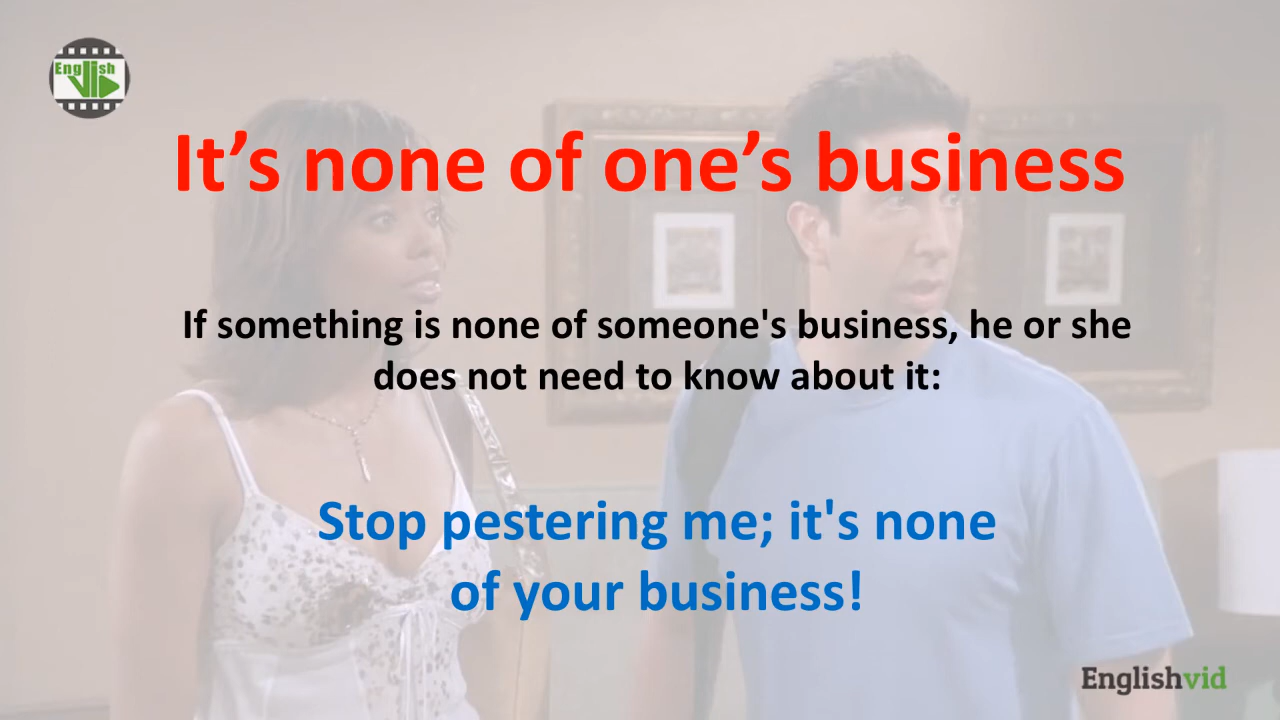 English
VID
It’s none of one’s business
If something is none of someone's business, he or she
does not need to know about it:
Stop pestering me; it's none
of your business!
Englishvid